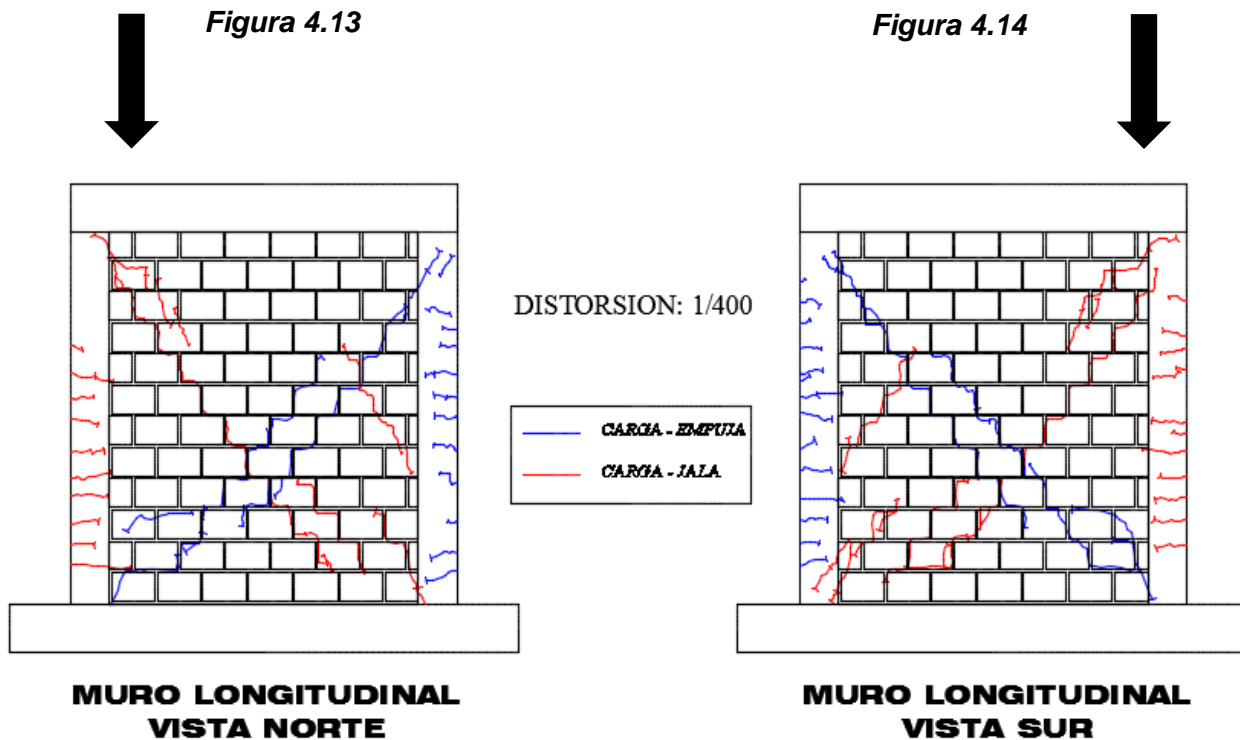 Figura 4.13
Figura 4.14
DISTORSION: 1/400
CARGA - EMPUJA
CARGA - JALA
MURO LONGITUDINAL
VISTA NORTE
MURO LONGITUDINAL
VISTA SUR